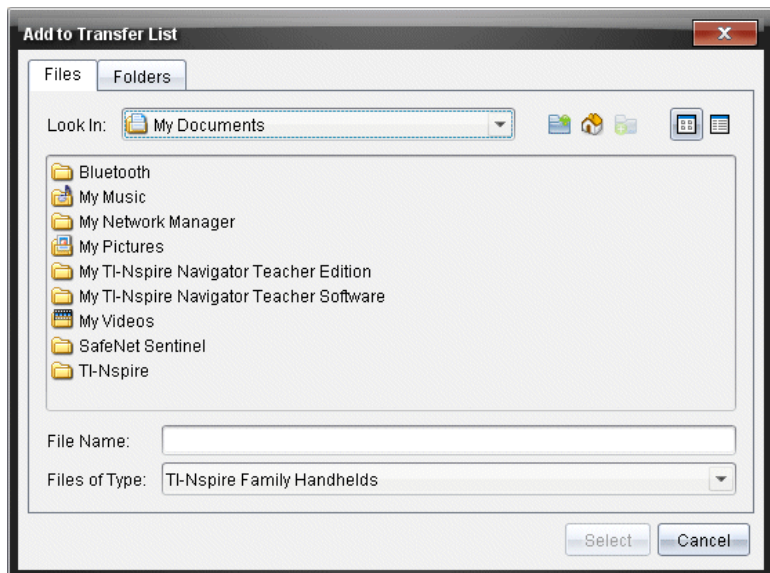 Add to Transfer List
Files Folders
Look In: My Documents
Bluetooth
My Music
My Network Manager
My Pictures
My TI-Nspire Navigator Teacher Edition
My TI-Nspire Navigator Teacher Software
My Videos
SafeNet Sentinel
TI-Nspire
File Name:
Files of Type: TI-Nspire Family Handhelds
Select Cancel